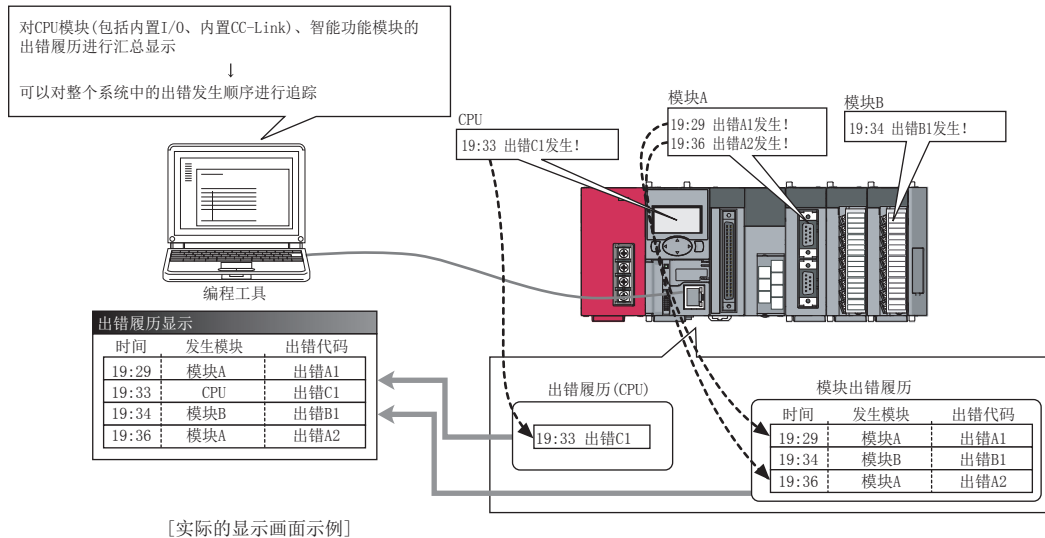 对CPU模块(包括内置I/O、内置CC-Link)、智能功能模块的
出错履历进行汇总显示
↓
可以对整个系统中的出错发生顺序进行追踪
CPU
19:33 出错C1发生!
模块A
19:29 出错A1发生!
19:36 出错A2发生!
模块B
19:34 出错B1发生!
编程工具
出错履历显示
时间 发生模块 出错代码
19:29 模块A 出错A1
19:33 CPU 出错C1
19:34 模块B 出错B1
19:36 模块A 出错A2
出错履历(CPU)
19:33 出错C1
模块出错履历
时间 发生模块 出错代码
19:29 模块A 出错A1
19:34 模块B 出错B1
19:36 模块A 出错A2
[实际的显示画面示例]